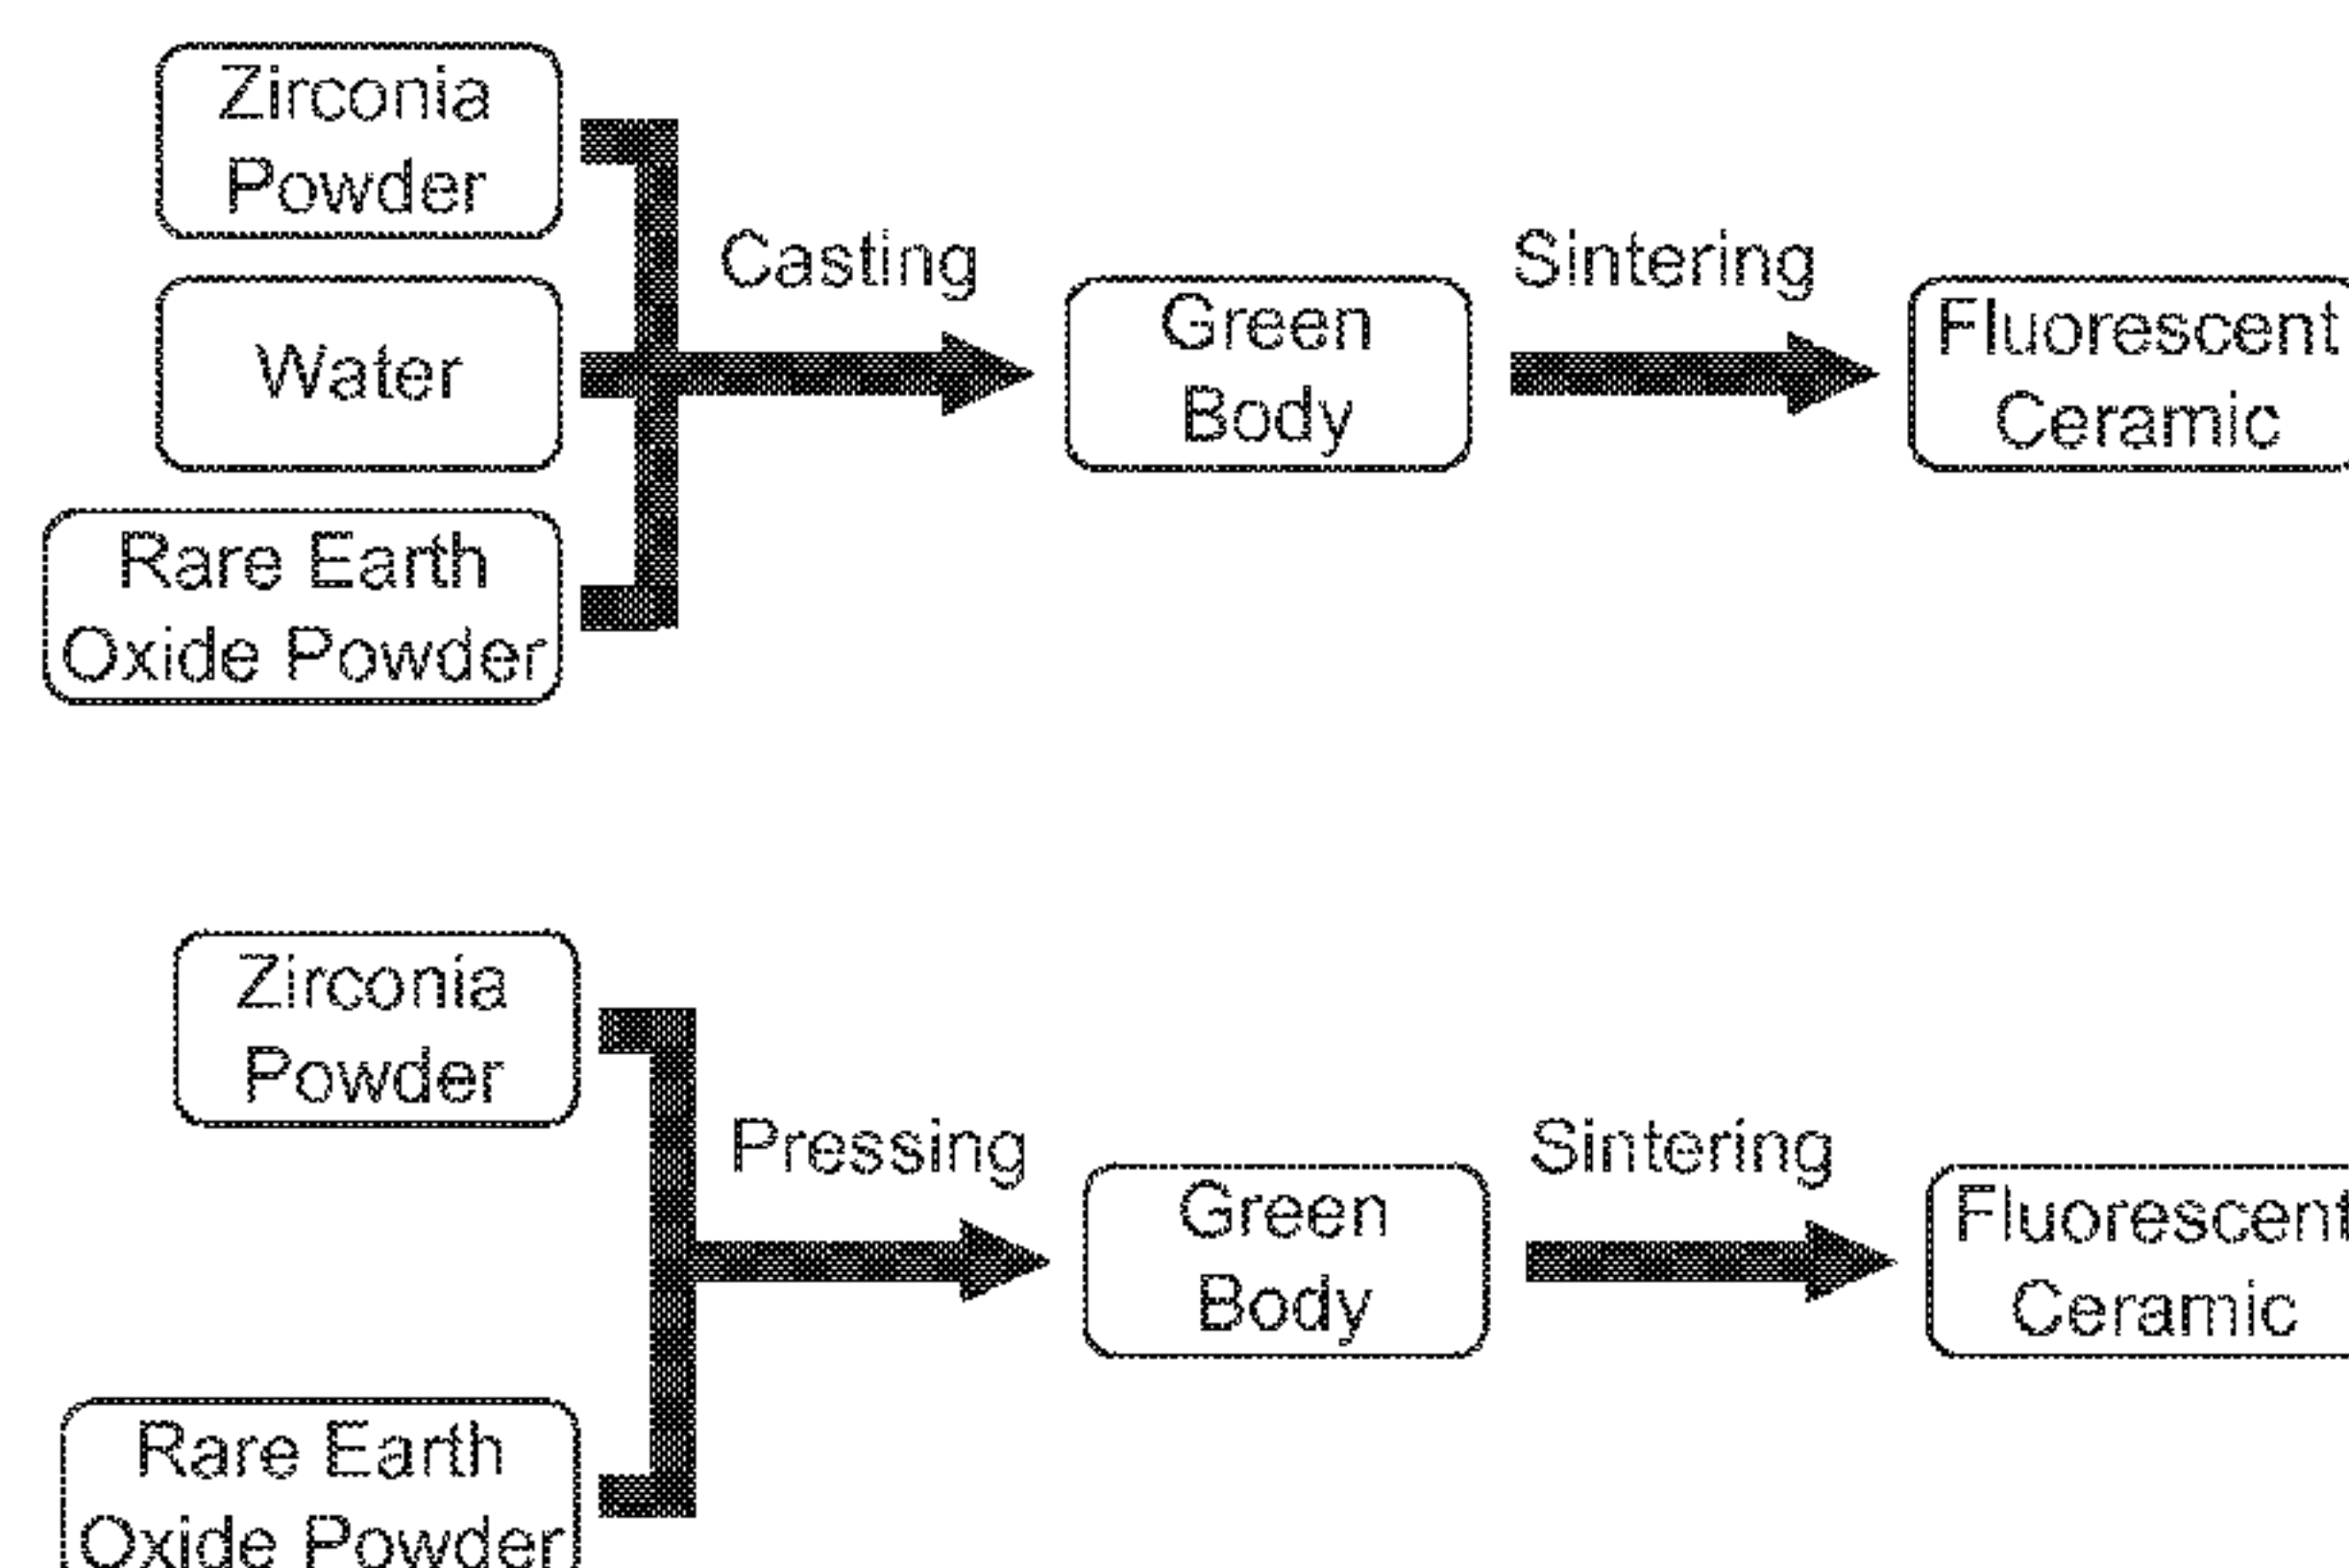 Zirconia
Powder
Water
Rare Earth
Oxide Powder
Casting
Green
Body
Sintering
Fluorescent
Ceramic
Zirconia
Powder
Rare Earth
Oxide Powder
Pressing
Green
Body
Sintering
Fluorescent
Ceramic